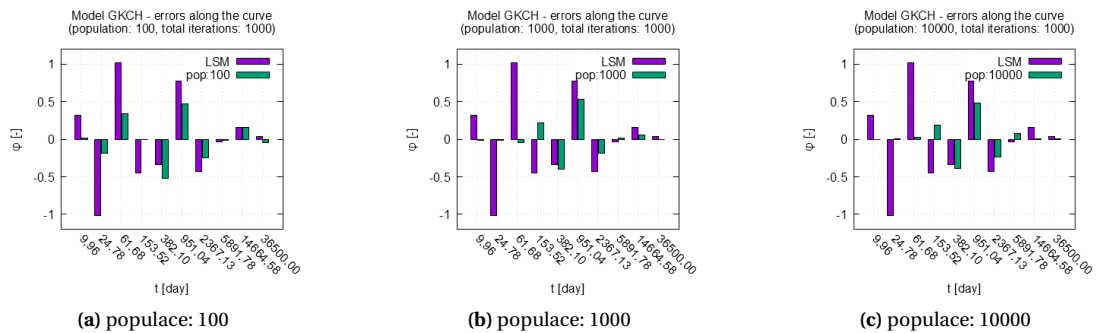 Model GKCH - errors along the curve
(population: 100, total iterations: 1000)
LSM
pop:100
1
0.5
0
-0.5
-1
φ [-]
9.96
24.78
61.68
153.52
382.10
951.04
2367.13
5891.78
14664.58
36500.00
t [day]
(a) populace: 100
Model GKCH - errors along the curve
(population: 1000, total iterations: 1000)
LSM
pop:1000
1
0.5
0
-0.5
-1
φ [-]
9.96
24.78
61.68
153.52
382.10
951.04
2367.13
5891.78
14664.58
36500.00
t [day]
(b) populace: 1000
Model GKCH - errors along the curve
(population: 10000, total iterations: 1000)
LSM
pop:10000
1
0.5
0
-0.5
-1
φ [-]
9.96
24.78
61.68
153.52
382.10
951.04
2367.13
5891.78
14664.58
36500.00
t [day]
(c) populace: 10000